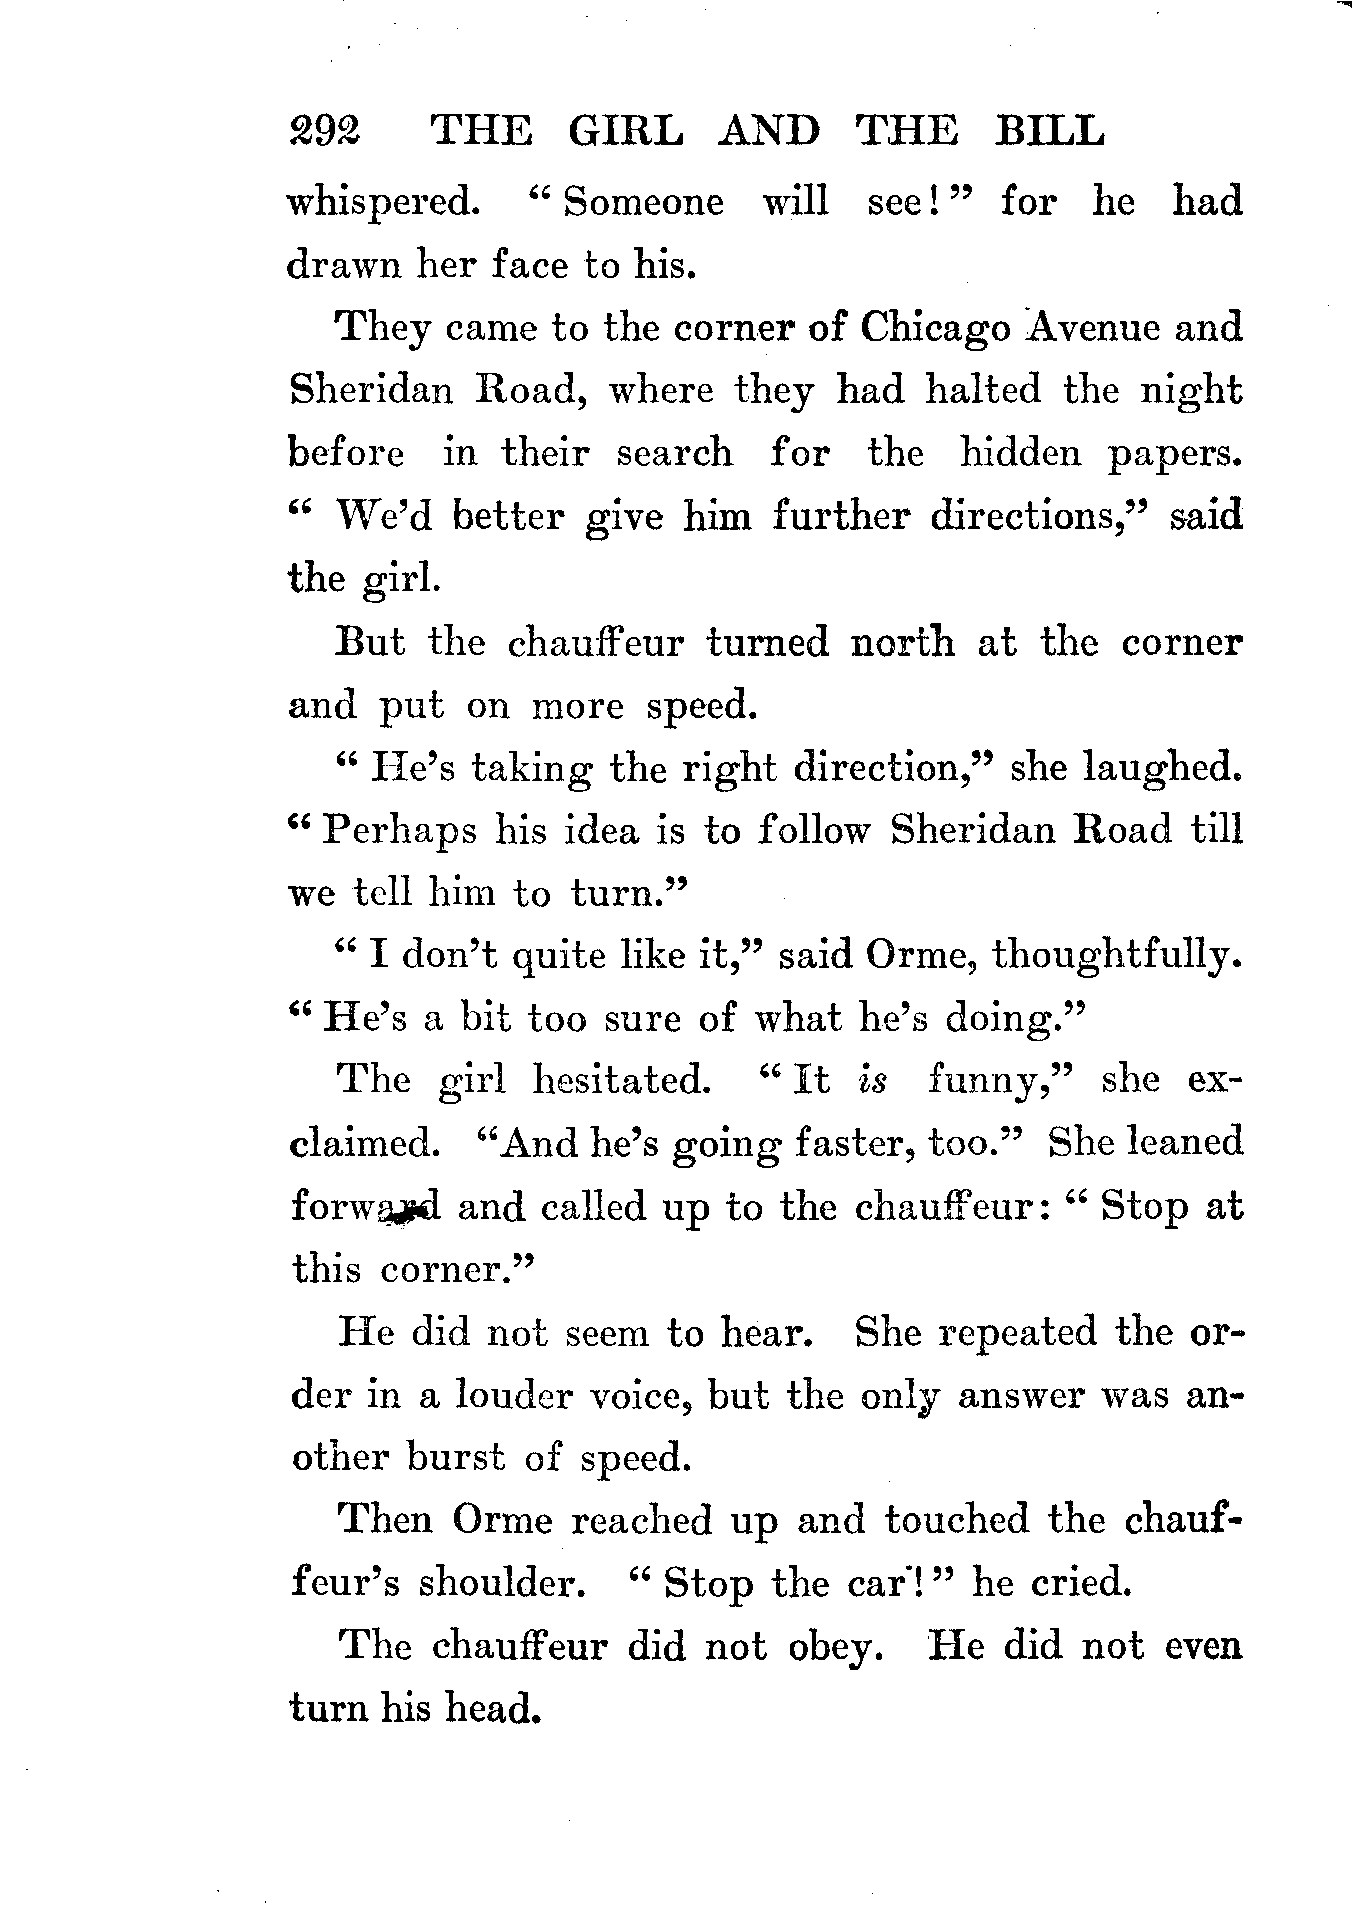 292 THE GIRL AND THE BILL
whispered. “Someone will see!” for he had
drawn her face to his.
They came to the corner of Chicago Avenue and
Sheridan Road, where they had halted the night
before in their search for the hidden papers.
“We’d better give him further directions,” said
the girl.
But the chauffeur turned north at the corner
and put on more speed.
“He’s taking the right direction,” she laughed.
“Perhaps his idea is to follow Sheridan Road till
we tell him to turn.”
“I don’t quite like it,” said Orme, thoughtfully.
“He’s a bit too sure of what he’s doing.”
The girl hesitated. “It is funny,” she ex-
claimed. “And he’s going faster, too.” She leaned
forward and called up to the chauffeur: “Stop at
this corner.”
He did not seem to hear. She repeated the or-
der in a louder voice, but the only answer was an-
other burst of speed.
Then Orme reached up and touched the chauf-
feur’s shoulder. “Stop the car!” he cried.
The chauffeur did not obey. He did not even
turn his head.